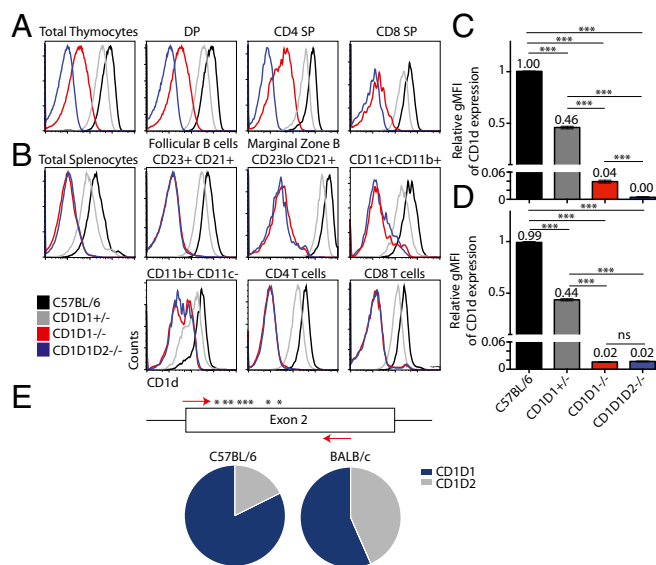 A
Total Thymocytes
DP
CD4 SP
CD8 SP
B
Total Splenocytes
Follicular B cells
CD23+ CD21+
Marginal Zone B
CD23lo CD21+
CD11c+CD11b+
C57BL/6
CD1D1+/-
CD1D1-/-
CD1D1D2-/-
CD11b+ CD11c-
CD4 T cells
CD8 T cells
Counts
CD1d
C
Relative gMFI
of CD1d expression
1
0.5
0.06
0
1.00
0.46
0.04
0.00
***
***
***
***
***
***
D
Relative gMFI
of CD1d expression
1
0.5
0.06
0
0.99
0.44
0.02
0.02
***
***
***
***
***
ns
C57BL/6
CD1D1+/-
CD1D1-/-
CD1D1D2-/-
E
**** **** * *
Exon 2
C57BL/6
BALB/c
CD1D1
CD1D2